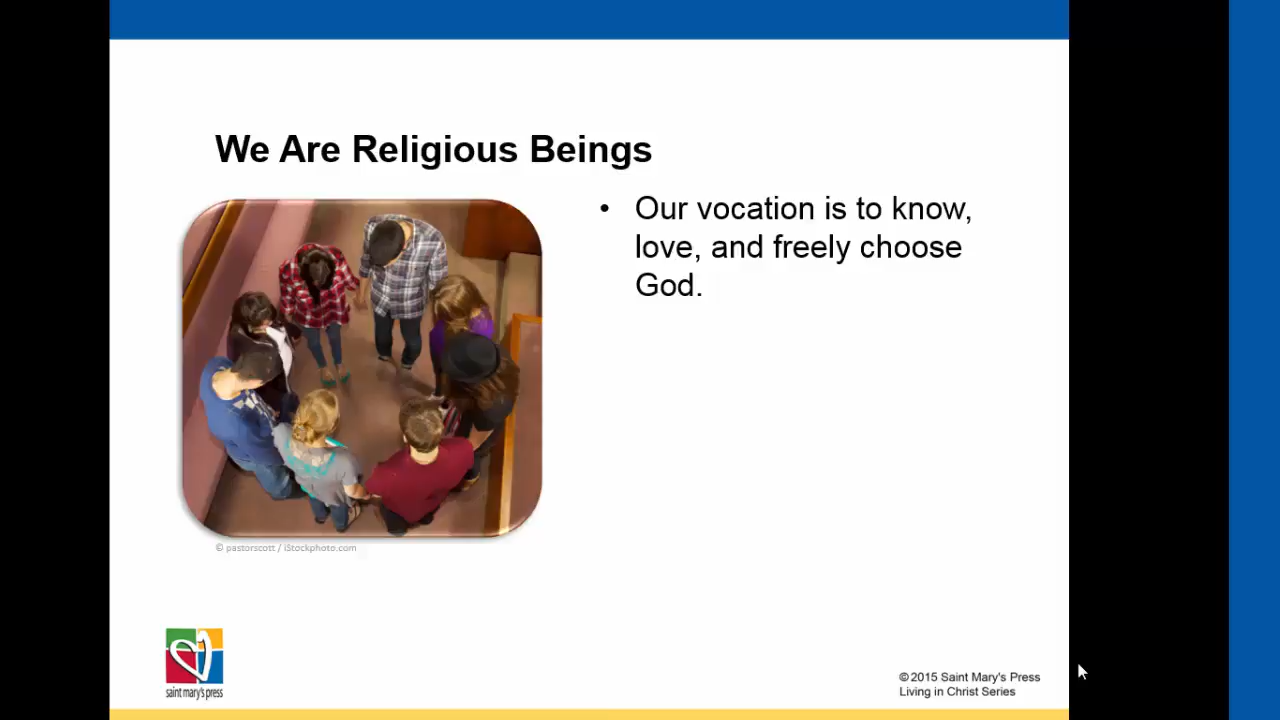 We Are Religious Beings
• Our vocation is to know,
love, and freely choose
God.
© pastorscott / iStockphoto.com
saint mary's press
©2015 Saint Mary's Press
Living in Christ Series